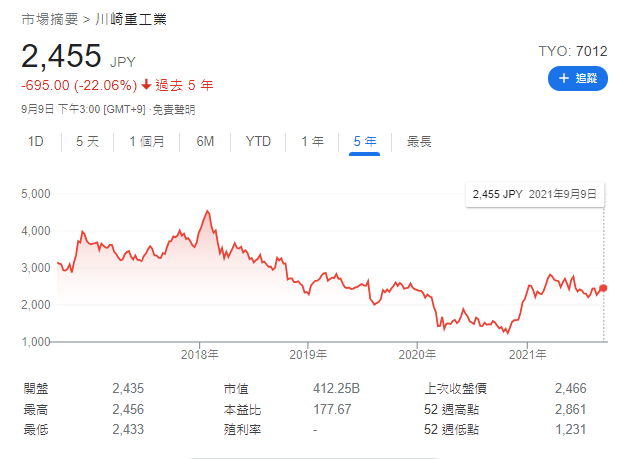 市場摘要 > 川崎重工業
2,455 JPY
TYO: 7012
-695.00 (-22.06%) 過去 5 年
+ 追蹤
9月9日 下午3:00 [GMT+9] · 免責聲明
1D 5 天 1 個月 6M YTD 1 年 5 年 最長
2,455 JPY 2021年9月9日
5,000
4,000
3,000
2,000
1,000
2018年 2019年 2020年 2021年
開盤 2,435 市值 412.25B 上次收盤價 2,466
最高 2,456 本益比 177.67 52 週高點 2,861
最低 2,433 殖利率 - 52 週低點 1,231